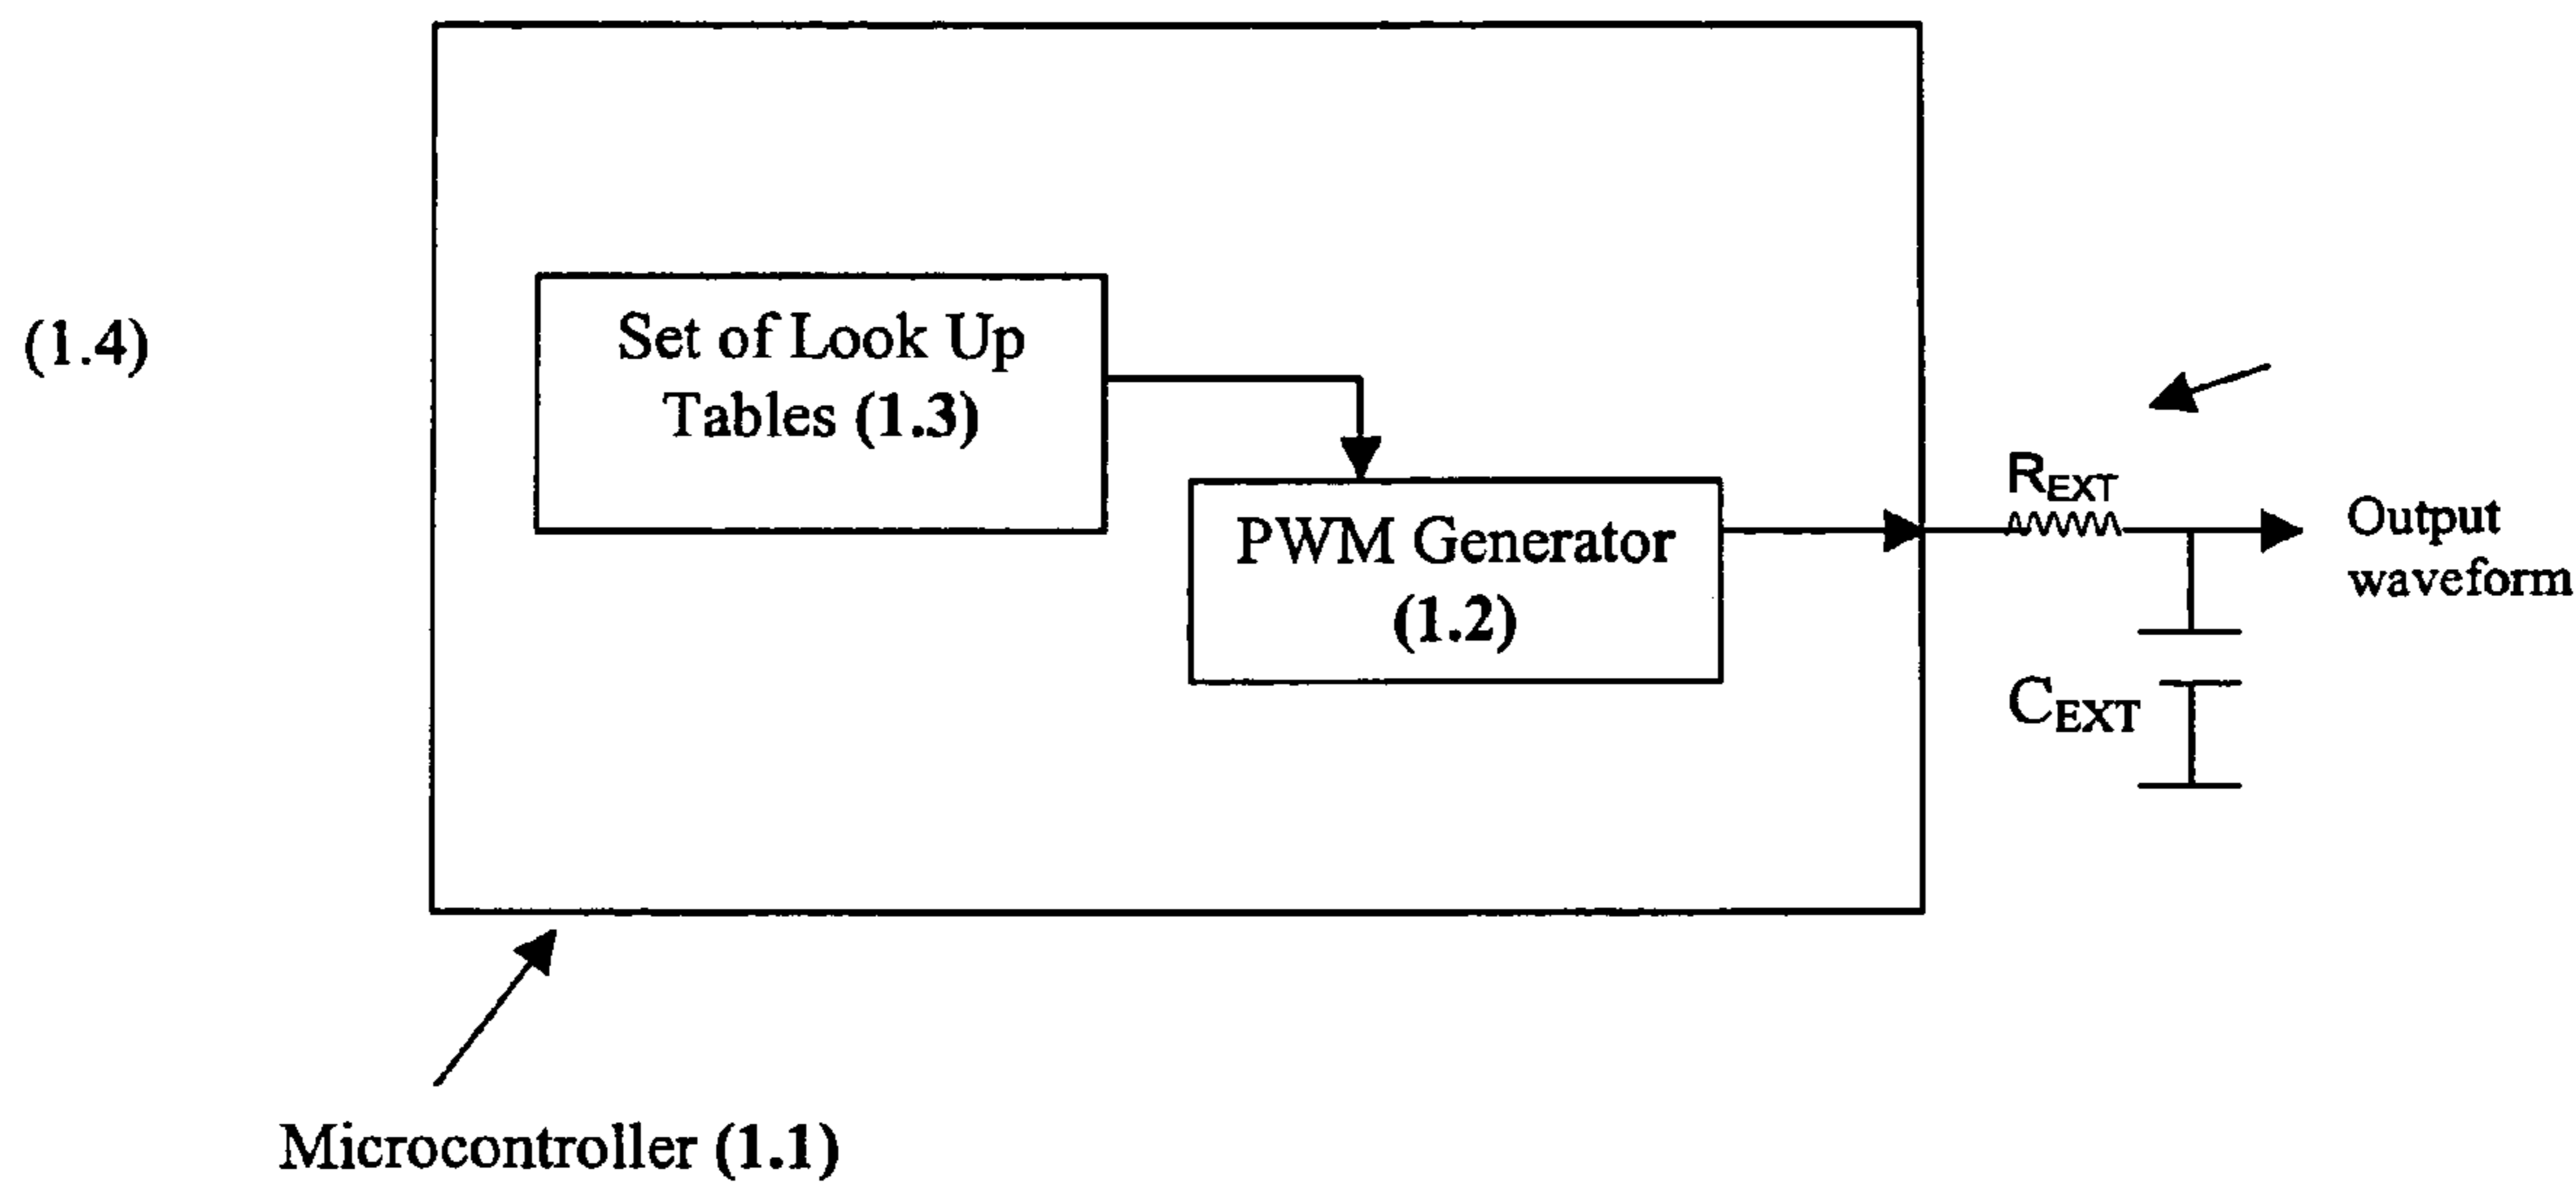 (1.4)
Set of Look Up
Tables (1.3)
PWM Generator
(1.2)
REXT
Output
waveform
CEXT
Microcontroller (1.1)